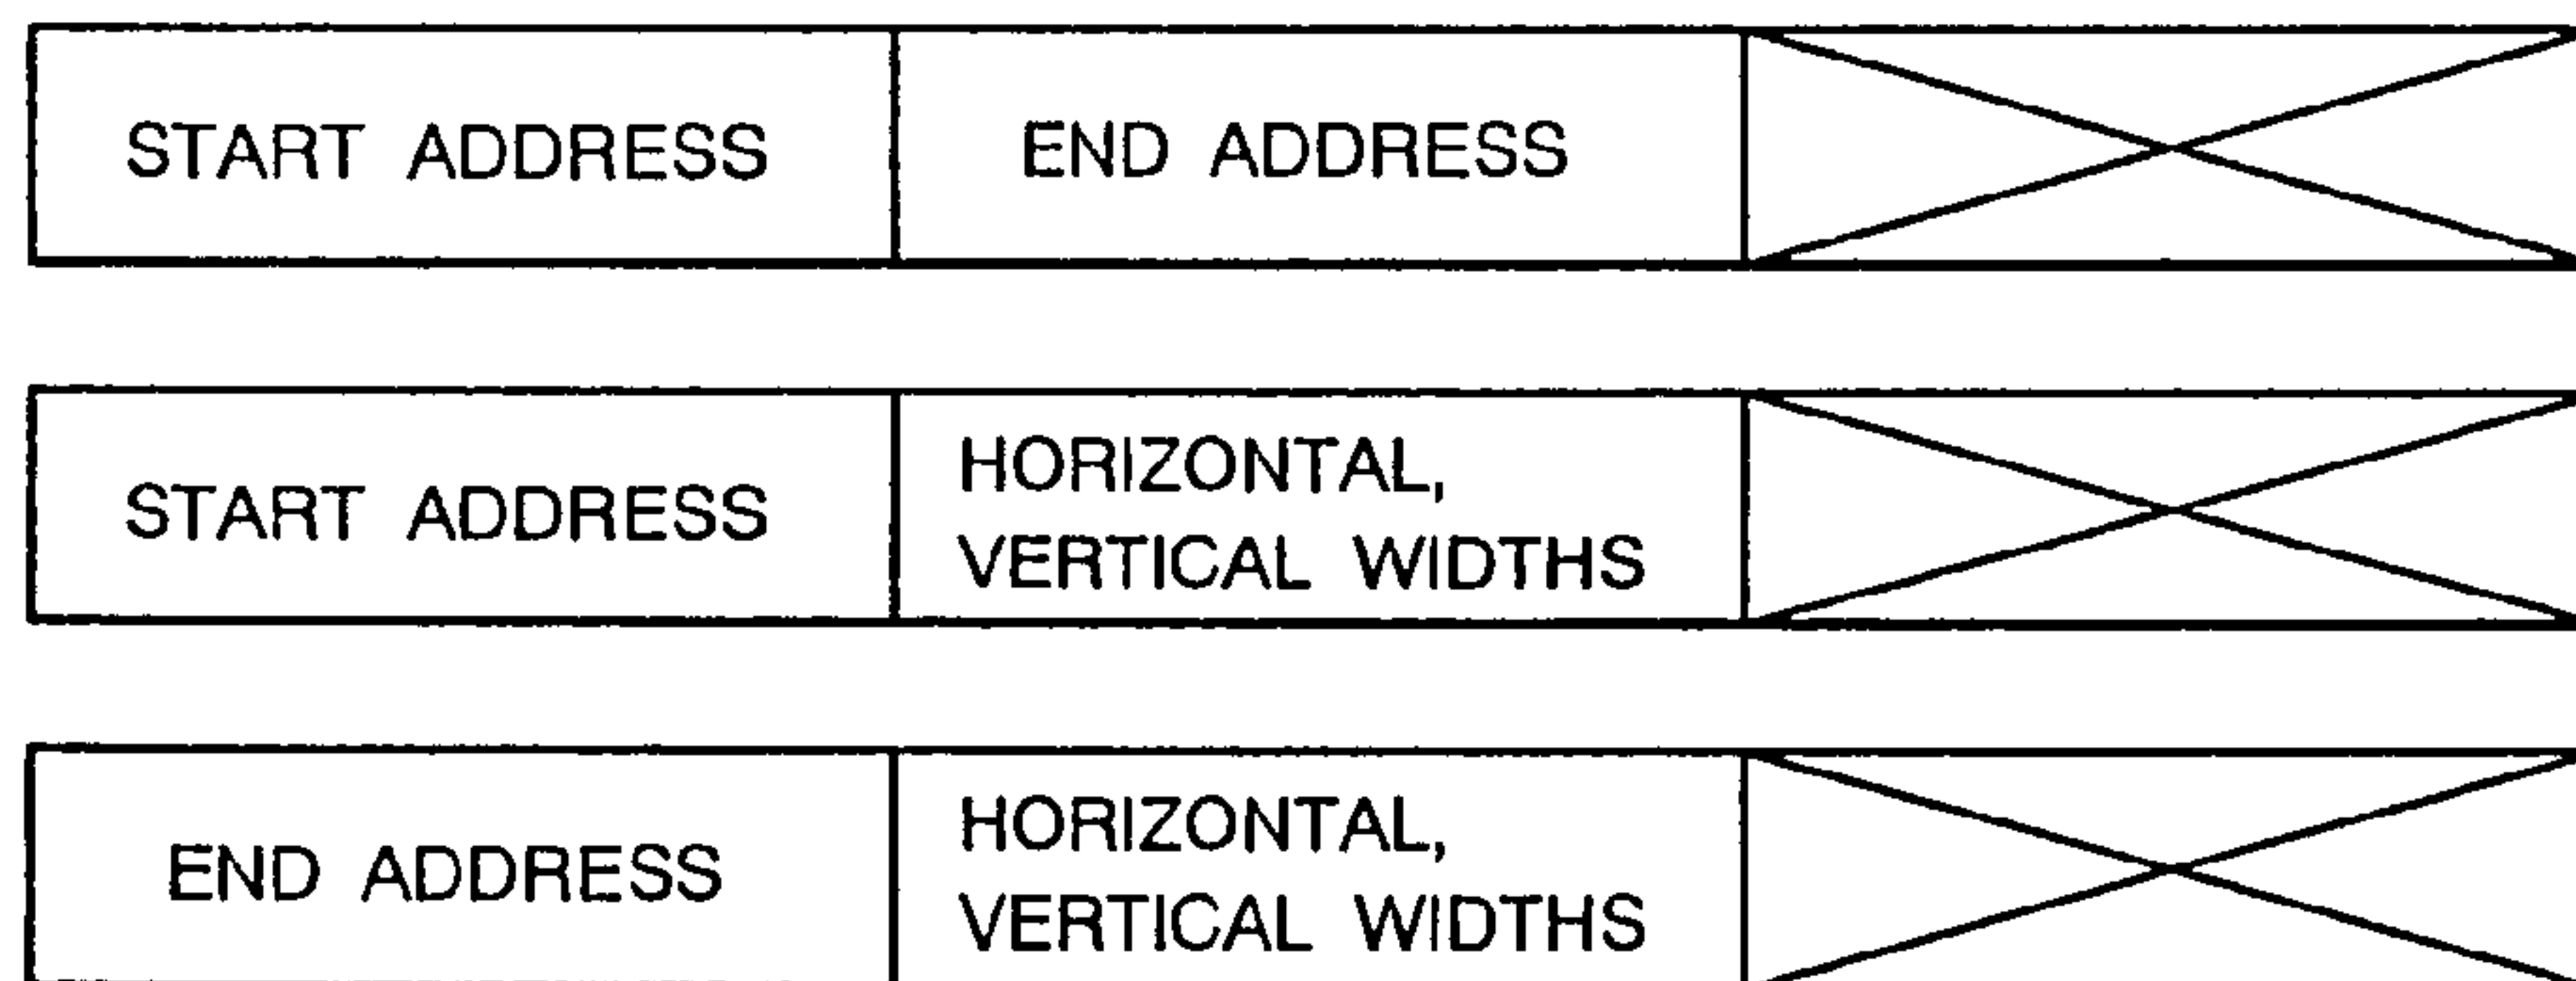 START ADDRESS
END ADDRESS
START ADDRESS
HORIZONTAL,
VERTICAL WIDTHS
END ADDRESS
HORIZONTAL,
VERTICAL WIDTHS